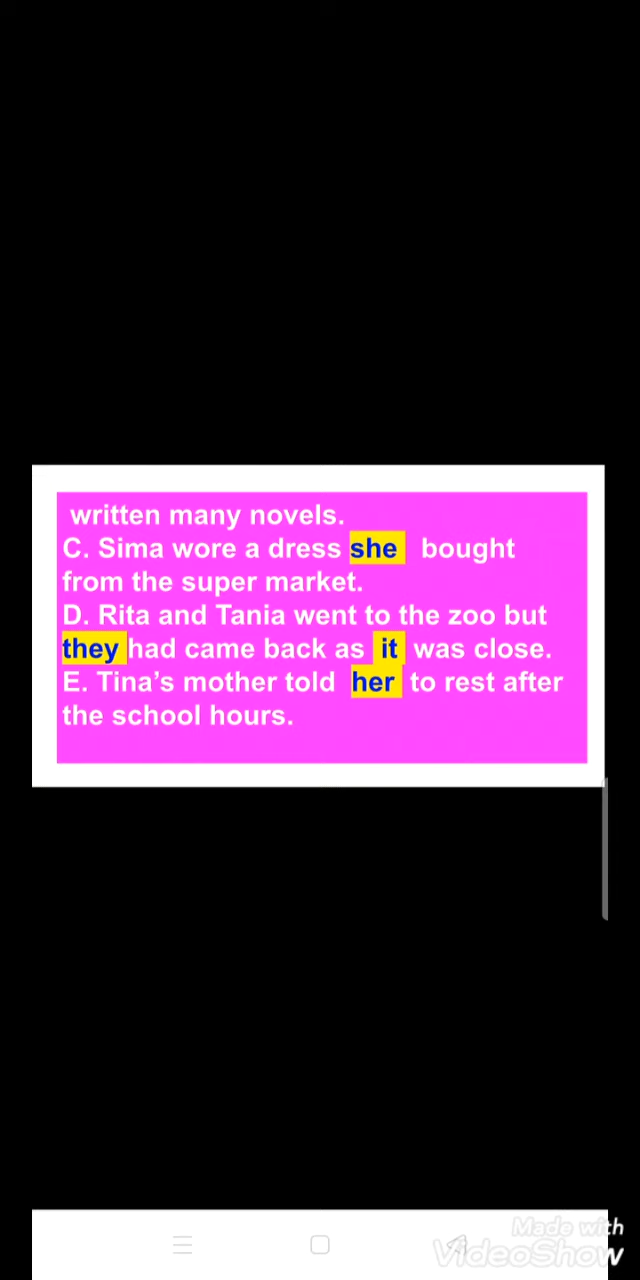 written many novels.
C. Sima wore a dress she bought
from the super market.
D. Rita and Tania went to the zoo but
they had came back as it was close.
E. Tina’s mother told her to rest after
the school hours.
Made with
VideoShow